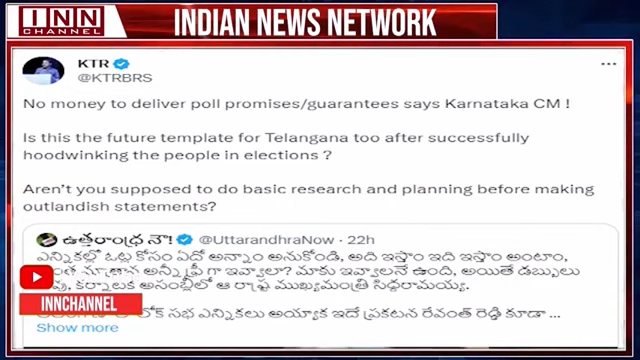 INN
CHANNEL
INDIAN NEWS NETWORK
KTR
@KTRBRS
No money to deliver poll promises/guarantees says Karnataka CM !
Is this the future template for Telangana too after successfully
hoodwinking the people in elections ?
Aren't you supposed to do basic research and planning before making
outlandish statements?
ఉత్తరాంధ్ర నౌ! @UttarandhraNow · 22h
ఎన్నికల్లో ఓట్ల కోసం ఏదో అన్నాం అనుకోండి, అది ఇస్తాం ఇది ఇస్తాం అంటాం,
అన్నీ ఫ్రీ గా ఇవ్వాలా? మాకు ఇవ్వాలనే ఉంది, అయితే డబ్బులు
కర్నాటక అసెంబ్లీలో ఆ రాష్ట్ర ముఖ్యమంత్రి సిద్ధరామయ్య.
INNCHANNEL
లోక్ సభ ఎన్నికలు అయ్యాక ఇదే ప్రకటన రేవంత్ రెడ్డి కూడా ...
Show more